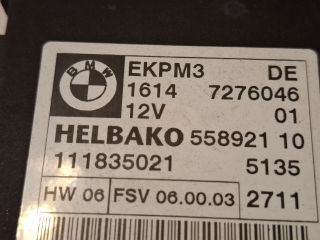 BMW
EKPM3 DE
1614 7276046
12V 01
HELBAKO 558921 10
111835021 5135
HW 06 FSV 06.00.03 2711